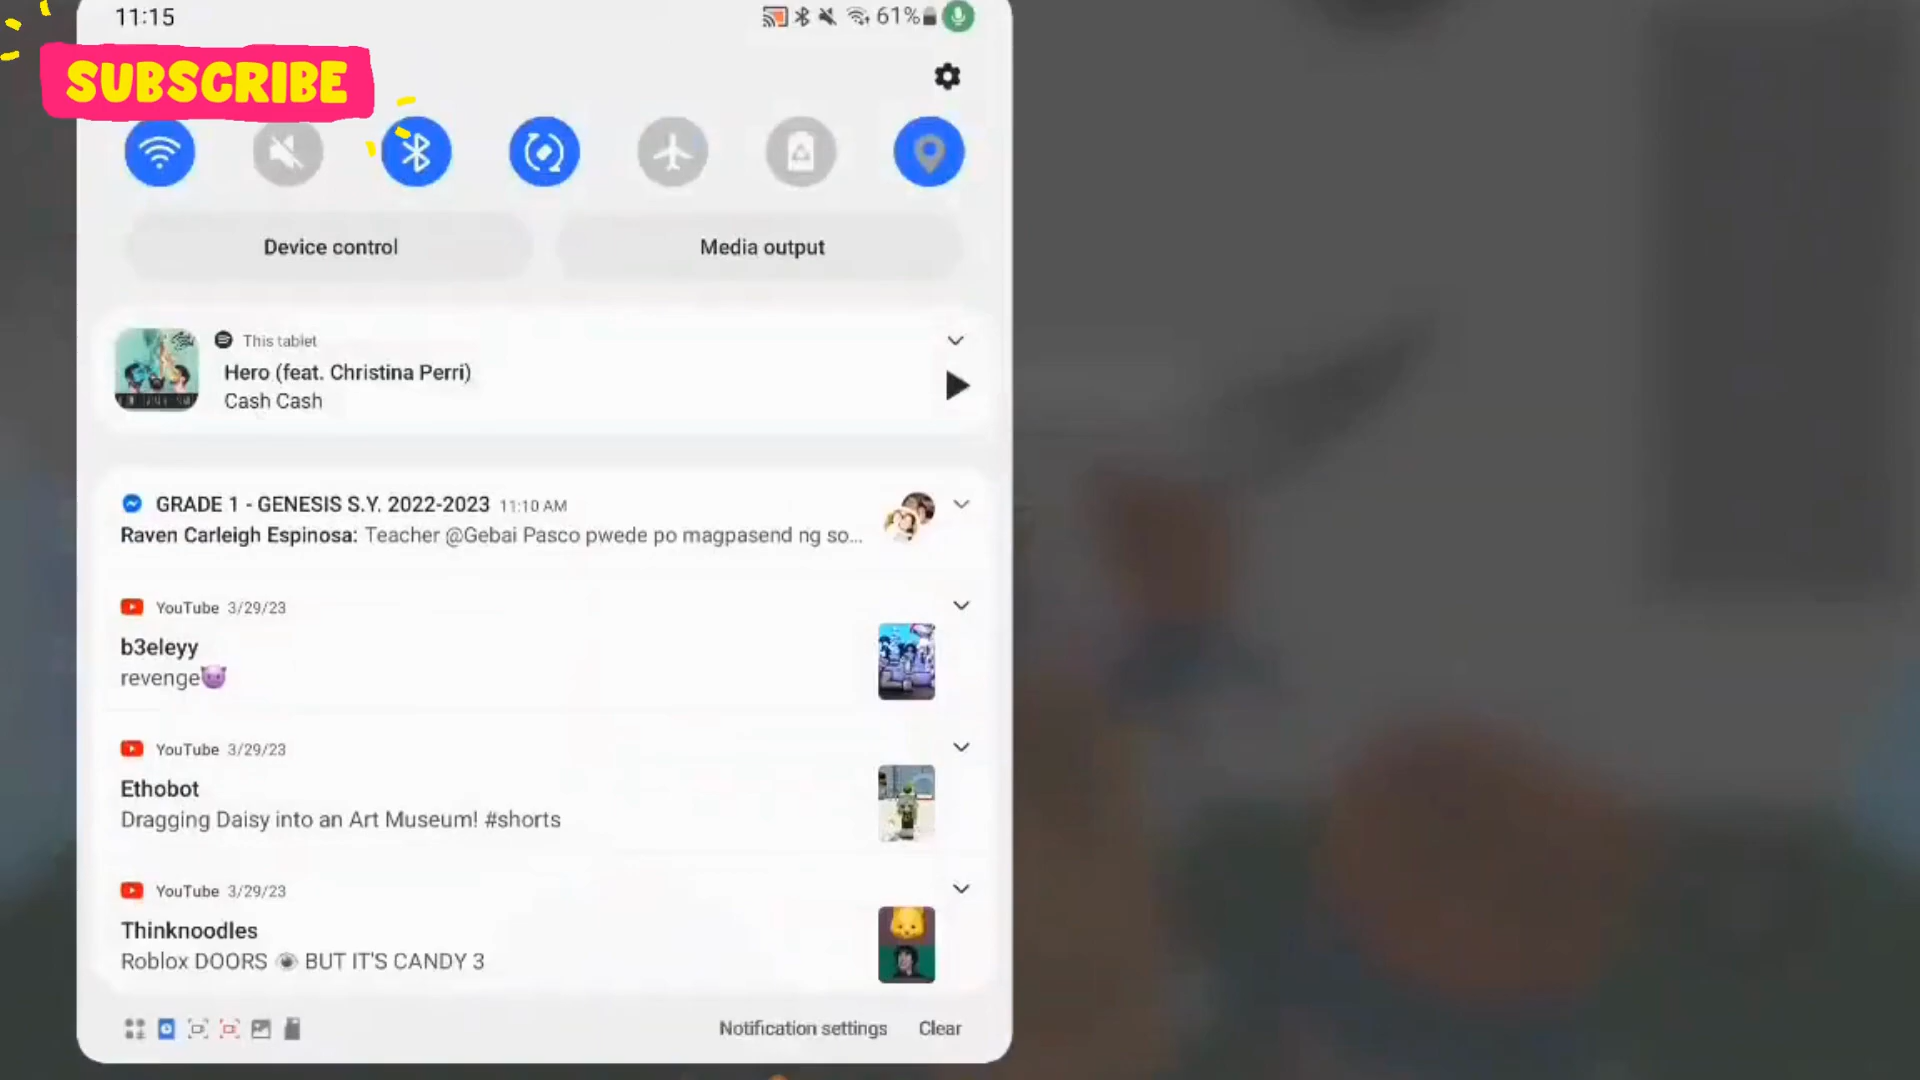 11:15
61%
SUBSCRIBE
Device control
Media output
This tablet
Hero (feat. Christina Perri)
Cash Cash
GRADE 1 - GENESIS S.Y. 2022-2023 11:10 AM
Raven Carleigh Espinosa: Teacher @Gebai Pasco pwede po magpasend ng so...
YouTube 3/29/23
b3eleyy
revenge😈
YouTube 3/29/23
Ethobot
Dragging Daisy into an Art Museum! #shorts
YouTube 3/29/23
Thinknoodles
Roblox DOORS 👁 BUT IT'S CANDY 3
Notification settings
Clear